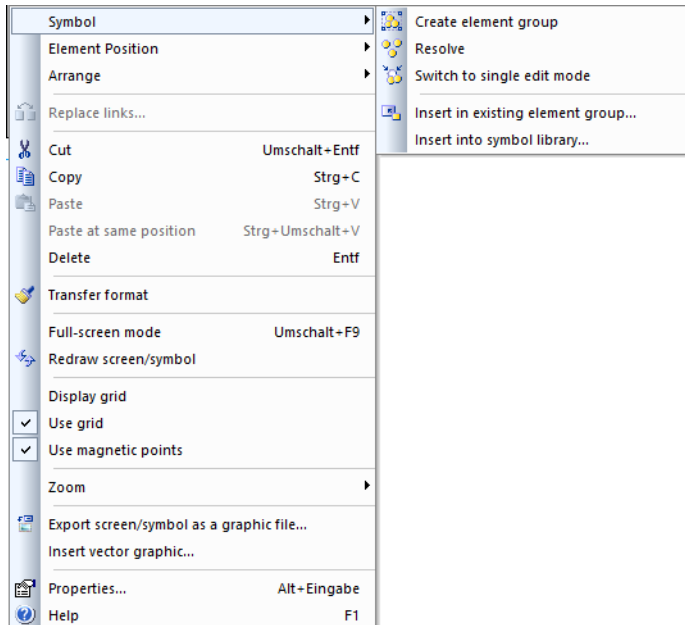 Symbol
Element Position
Arrange
Replace links...
Cut Umschalt+Entf
Copy Strg+C
Paste Strg+V
Paste at same position Strg+Umschalt+V
Delete Entf
Transfer format
Full-screen mode Umschalt+F9
Redraw screen/symbol
Display grid
Use grid
Use magnetic points
Zoom
Export screen/symbol as a graphic file...
Insert vector graphic...
Properties... Alt+Eingabe
Help F1
Create element group
Resolve
Switch to single edit mode
Insert in existing element group...
Insert into symbol library...